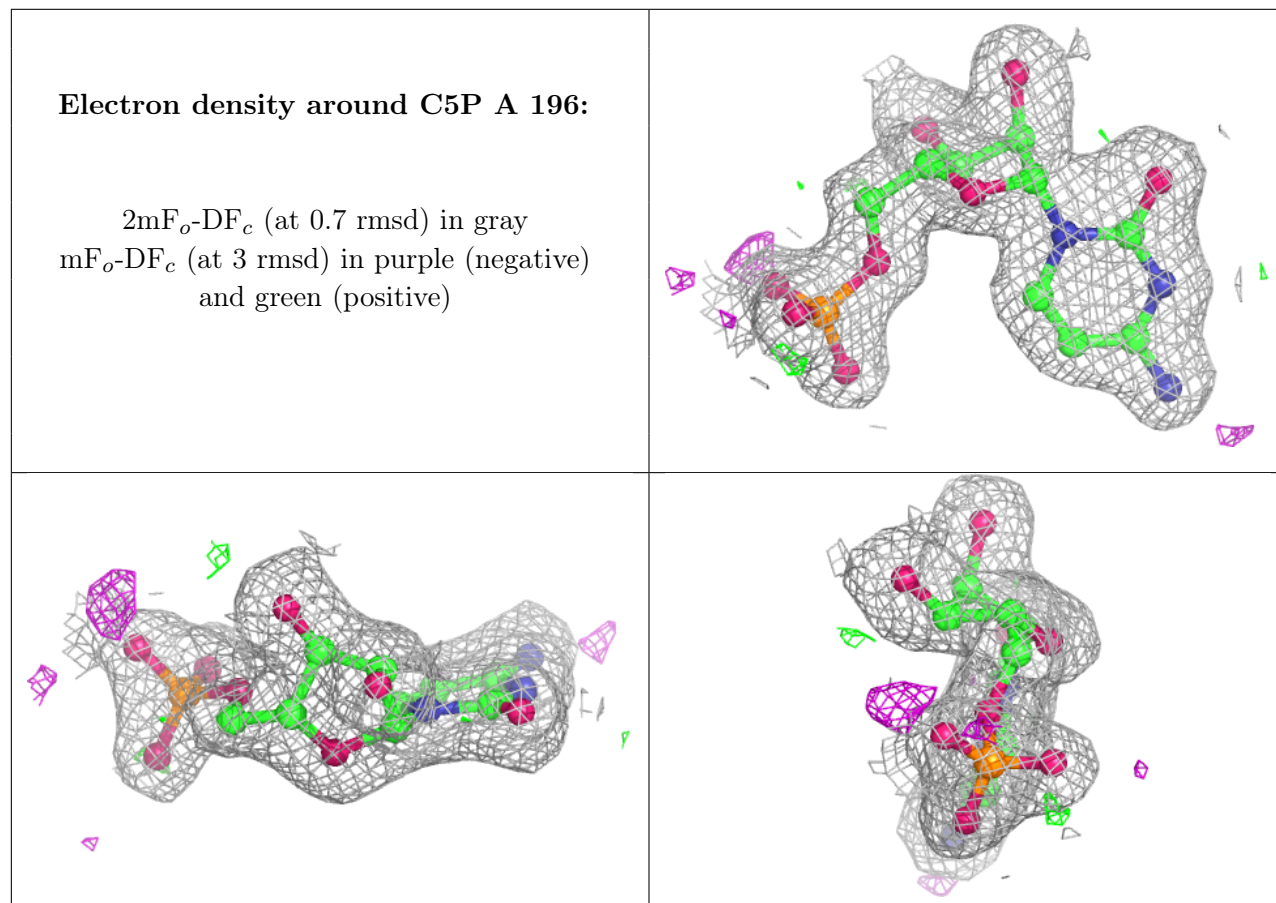 Electron density around C5P A 196:
2mFo-DFc (at 0.7 rmsd) in gray
mFo-DFc (at 3 rmsd) in purple (negative)
and green (positive)